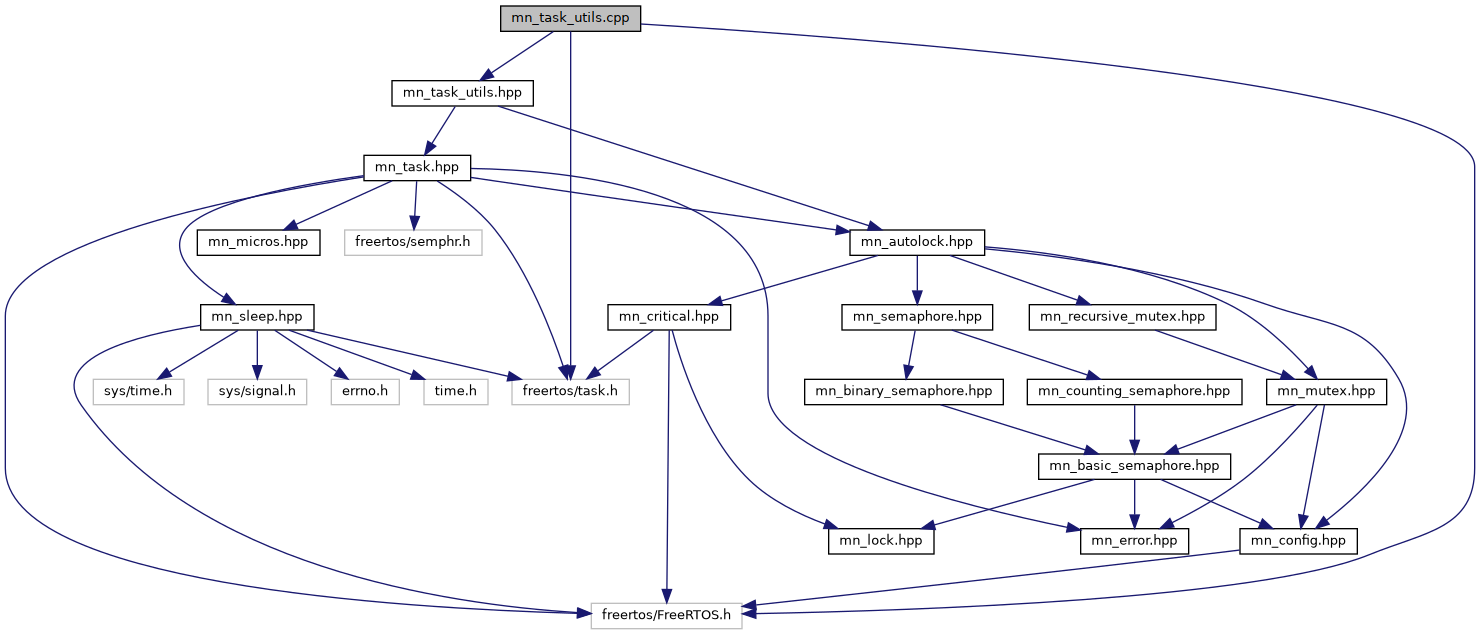 mn_task_utils.cpp
mn_task_utils.hpp
mn_task.hpp
mn_micros.hpp
freertos/semphr.h
mn_autolock.hpp
mn_sleep.hpp
mn_critical.hpp
mn_semaphore.hpp
mn_recursive_mutex.hpp
sys/time.h
sys/signal.h
errno.h
time.h
freertos/task.h
mn_binary_semaphore.hpp
mn_counting_semaphore.hpp
mn_mutex.hpp
mn_basic_semaphore.hpp
mn_lock.hpp
mn_error.hpp
mn_config.hpp
freertos/FreeRTOS.h